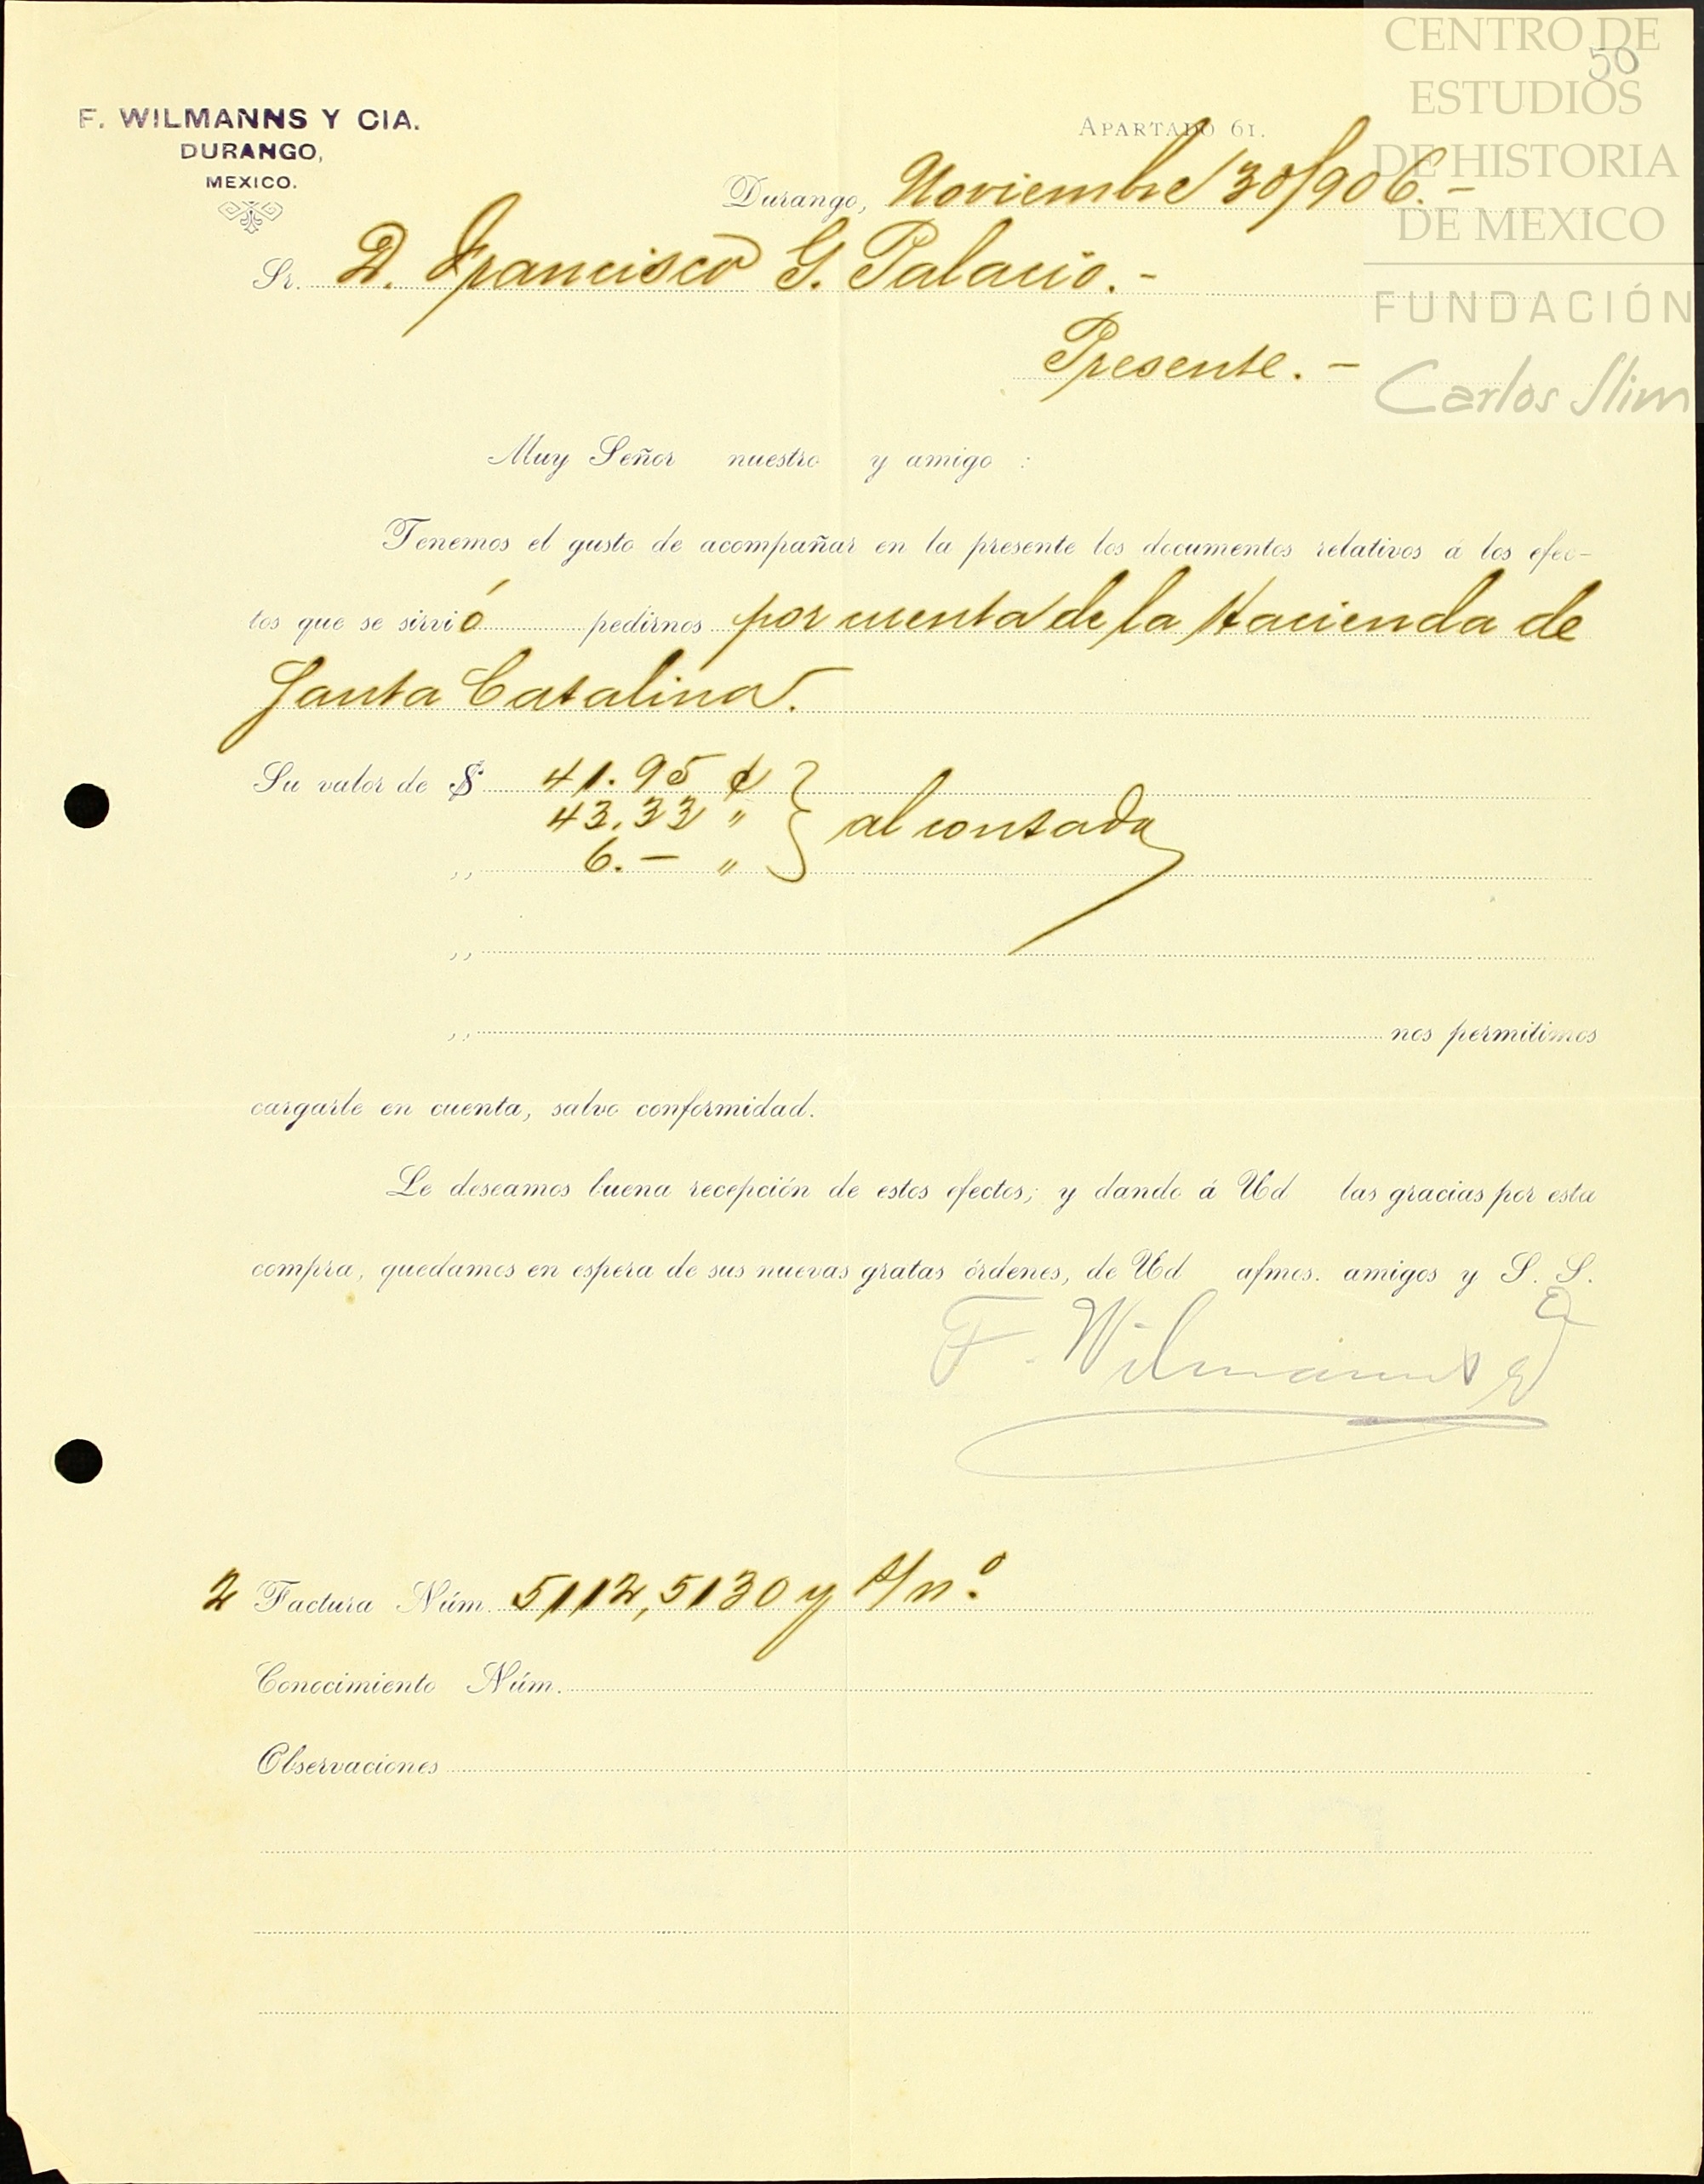 CENTRO DE
ESTUDIOS
DE HISTORIA
DE MEXICO
FUNDACIÓN
Carlos Slim
50
F. WILMANNS Y CIA.
DURANGO,
MEXICO.
APARTADO 61.
Durango, Noviembre 30/906.-
Sr. D. Francisco G. Palacio.-
Presente.-
Muy Señor nuestro y amigo :
Tenemos el gusto de acompañar en la presente los documentos relativos á los efec-
tos que se sirvió pedirnos por cuenta de la Hacienda de
Santa Catalina.
Su valor de $ 41.95 ¢
43.33 " } al contado
,, 6.- "
,,
,, nos permitimos
cargarle en cuenta, salvo conformidad.
Le deseamos buena recepción de estos efectos; y dando á Ud las gracias por esta
compra, quedamos en espera de sus nuevas gratas órdenes, de Ud afmos. amigos y S. S.
F. Wilmanns
2 Factura Núm. 5112, 5130 y s/n.º
Conocimiento Núm.
Observaciones